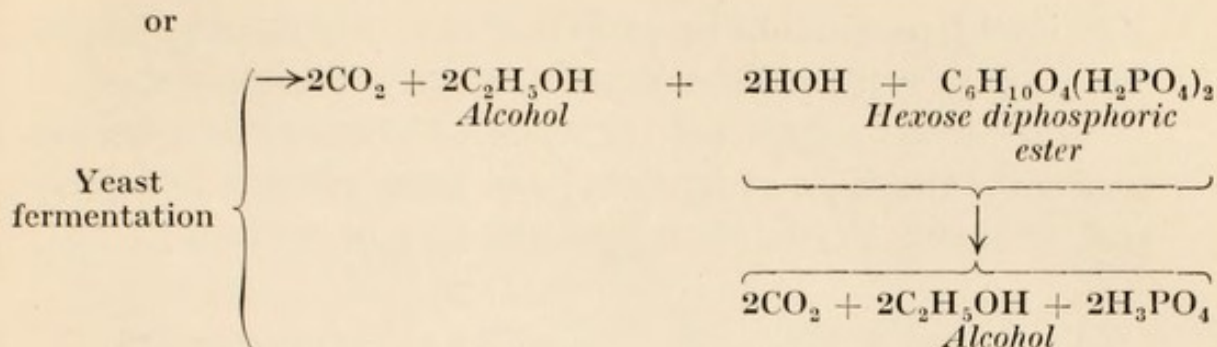 or
→2CO₂ + 2C₂H₅OH + 2HOH + C₆H₁₀O₄(H₂PO₄)₂
Alcohol Hexose diphosphoric
ester
Yeast
fermentation
2CO₂ + 2C₂H₅OH + 2H₃PO₄
Alcohol